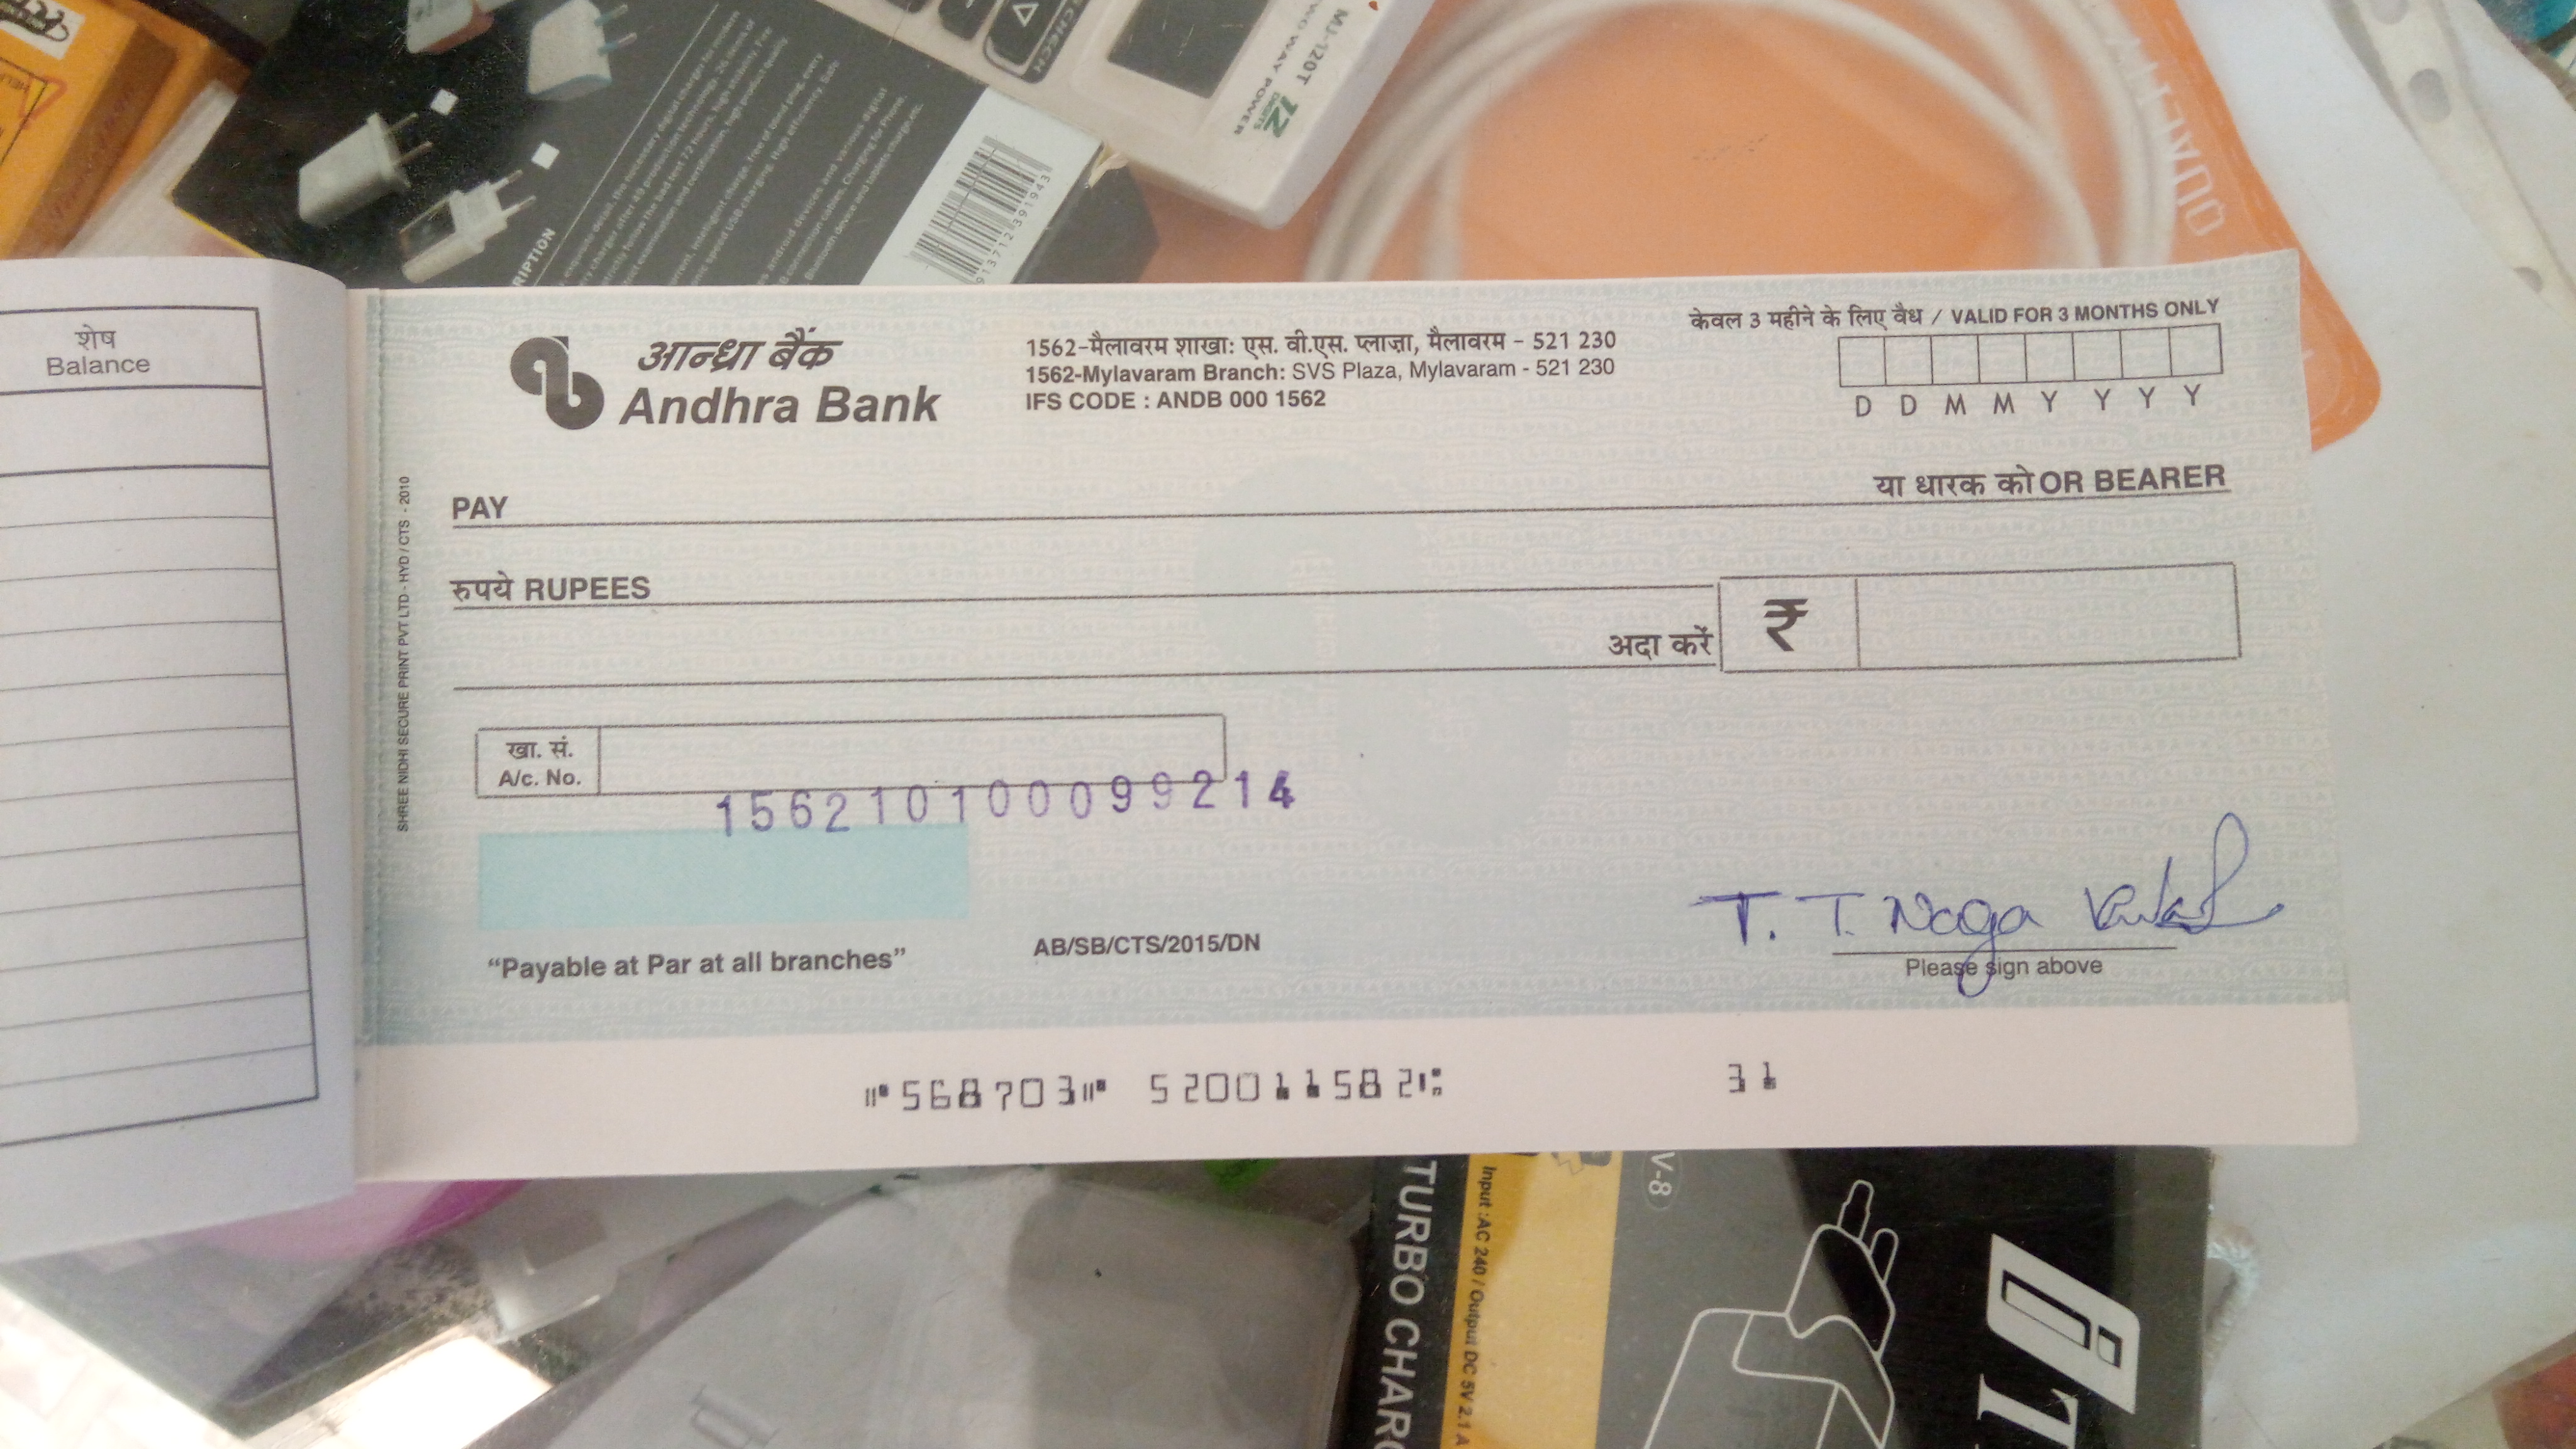 MJ-120T
TWO WAY POWER
DIGITS
CHECK
QUALITY
शेष
Balance
आन्ध्रा बैंक
Andhra Bank
1562-मैलावरम शाखा: एस. वी.एस. प्लाज़ा, मैलावरम - 521 230
1562-Mylavaram Branch: SVS Plaza, Mylavaram - 521 230
IFS CODE : ANDB 000 1562
केवल 3 महीने के लिए वैध / VALID FOR 3 MONTHS ONLY
D D M M Y Y Y Y
PAY
या धारक को OR BEARER
रुपये RUPEES
अदा करें
₹
खा. सं.
A/c. No.
156210100099214
SHREE NIDHI SECURE PRINT PVT LTD - HYD / CTS - 2010
"Payable at Par at all branches"
AB/SB/CTS/2015/DN
T. T. Naga
Please sign above
⑈568703⑈ 520011582⑆ 31
V-8
Input :AC 240 / Output DC 5V 2.1 A
TURBO CHARG